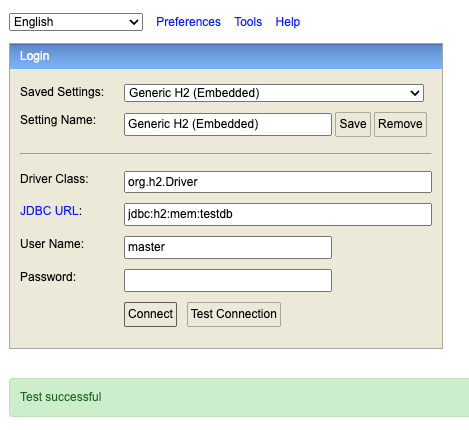 English Preferences Tools Help
Login
Saved Settings: Generic H2 (Embedded)
Setting Name: Generic H2 (Embedded) Save Remove
Driver Class: org.h2.Driver
JDBC URL: jdbc:h2:mem:testdb
User Name: master
Password:
Connect Test Connection
Test successful